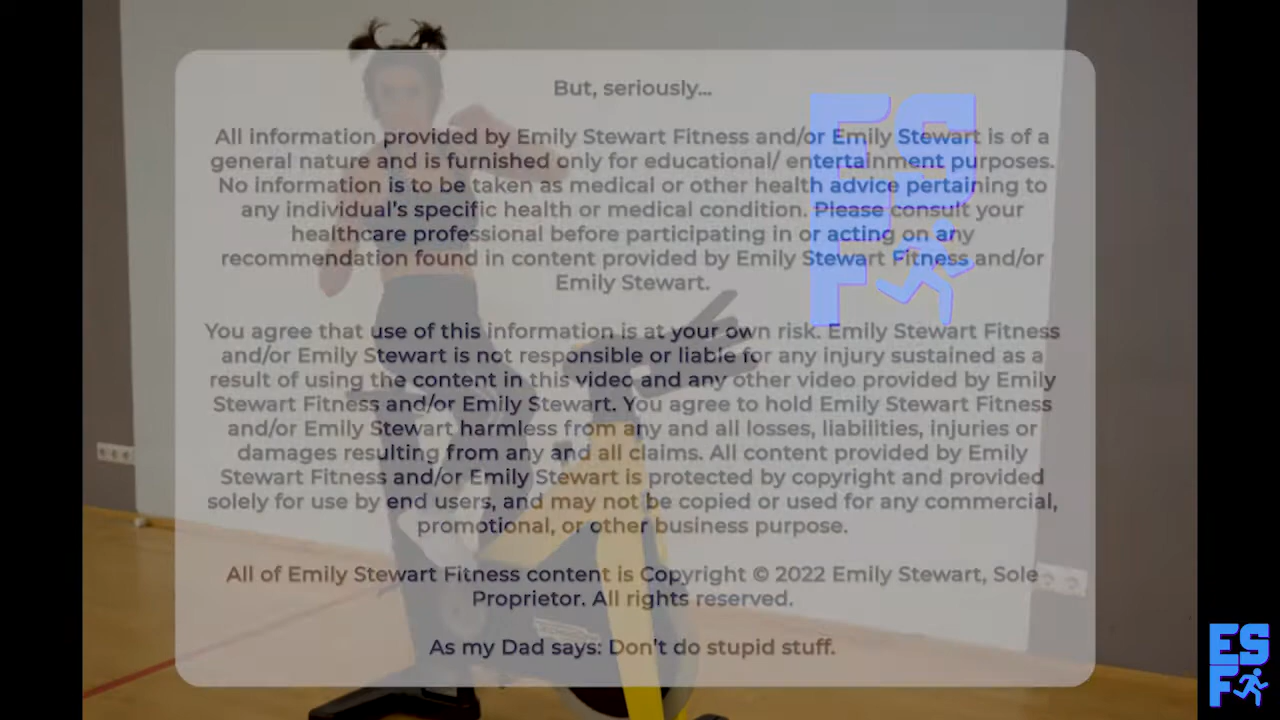 But, seriously...
All information provided by Emily Stewart Fitness and/or Emily Stewart is of a
general nature and is furnished only for educational/ entertainment purposes.
No information is to be taken as medical or other health advice pertaining to
any individual's specific health or medical condition. Please consult your
healthcare professional before participating in or acting on any
recommendation found in content provided by Emily Stewart Fitness and/or
Emily Stewart.
You agree that use of this information is at your own risk. Emily Stewart Fitness
and/or Emily Stewart is not responsible or liable for any injury sustained as a
result of using the content in this video and any other video provided by Emily
Stewart Fitness and/or Emily Stewart. You agree to hold Emily Stewart Fitness
and/or Emily Stewart harmless from any and all losses, liabilities, injuries or
damages resulting from any and all claims. All content provided by Emily
Stewart Fitness and/or Emily Stewart is protected by copyright and provided
solely for use by end users, and may not be copied or used for any commercial,
promotional, or other business purpose.
All of Emily Stewart Fitness content is Copyright © 2022 Emily Stewart, Sole
Proprietor. All rights reserved.
As my Dad says: Don't do stupid stuff.
ES
F
ES
F